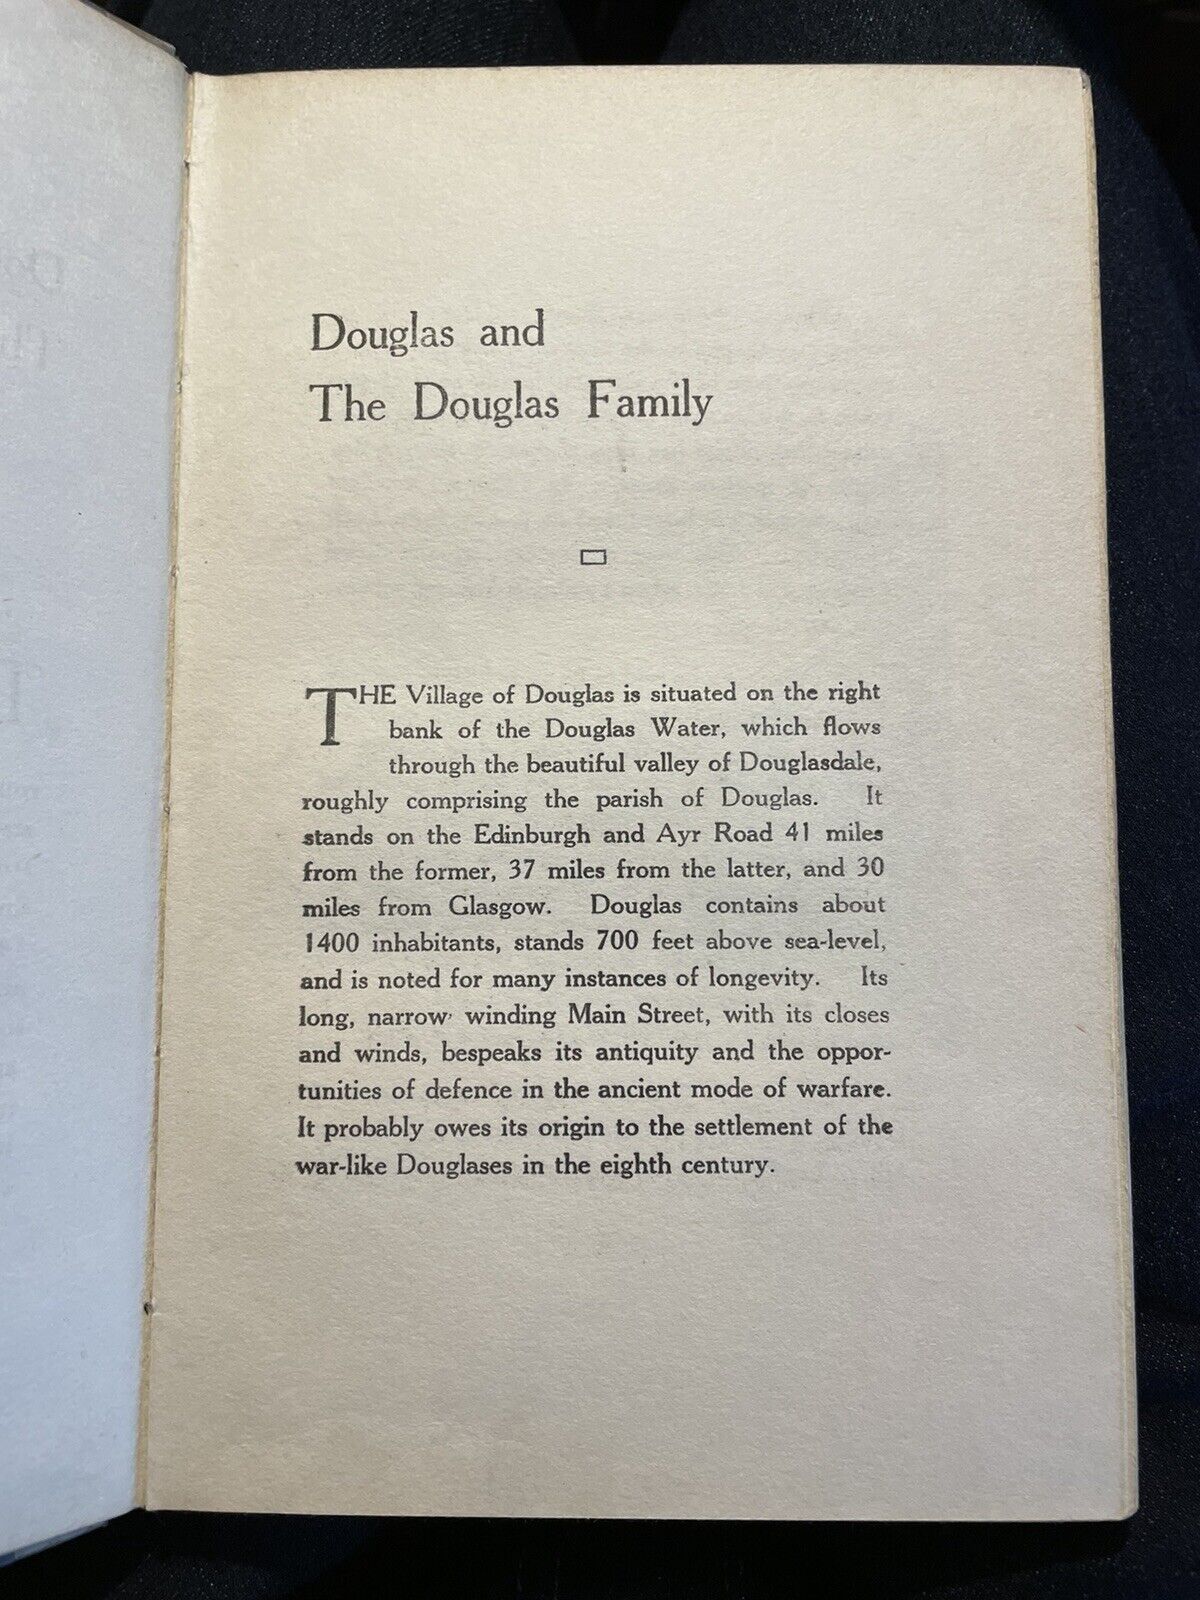 Douglas and
The Douglas Family
THE Village of Douglas is situated on the right
bank of the Douglas Water, which flows
through the beautiful valley of Douglasdale,
roughly comprising the parish of Douglas. It
stands on the Edinburgh and Ayr Road 41 miles
from the former, 37 miles from the latter, and 30
miles from Glasgow. Douglas contains about
1400 inhabitants, stands 700 feet above sea-level,
and is noted for many instances of longevity. Its
long, narrow, winding Main Street, with its closes
and winds, bespeaks its antiquity and the oppor-
tunities of defence in the ancient mode of warfare.
It probably owes its origin to the settlement of the
war-like Douglases in the eighth century.